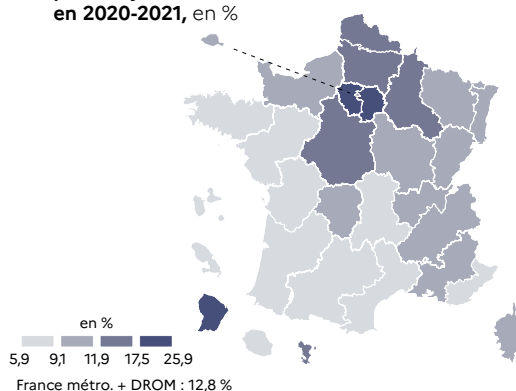 en 2020-2021, en %
en %
5,9 9,1 11,9 17,5 25,9
France métro. + DROM : 12,8 %